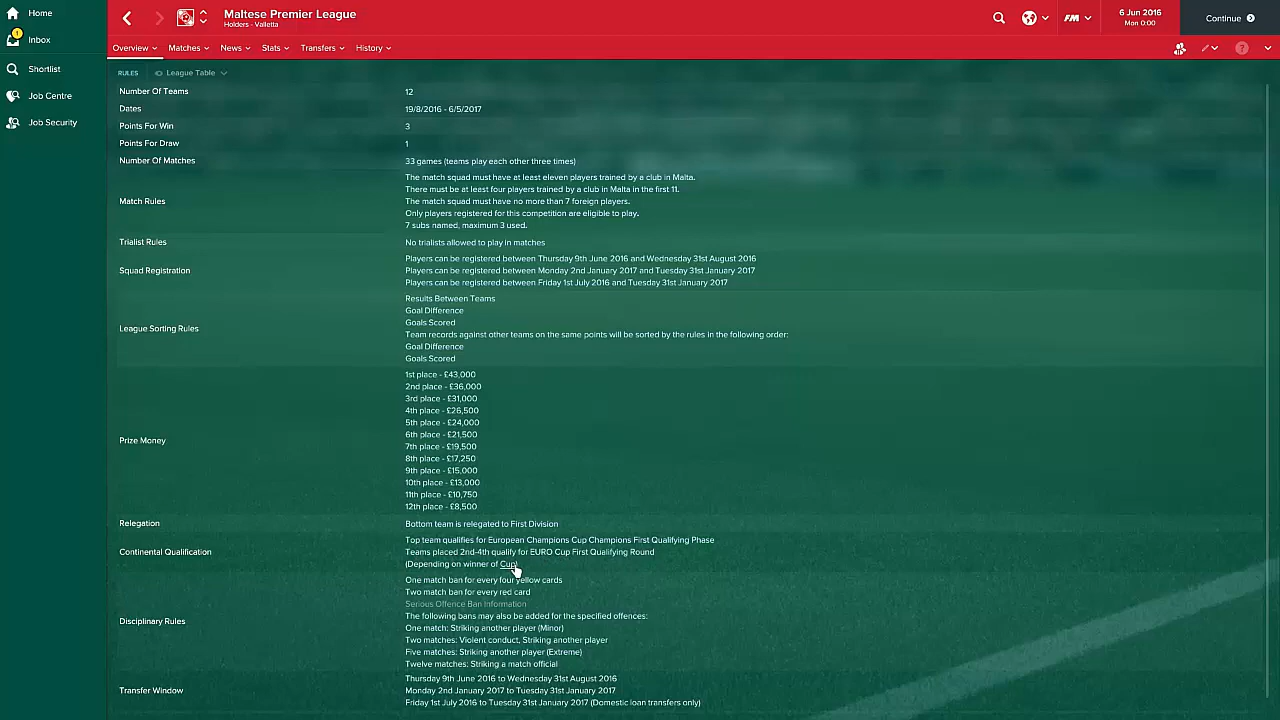 Home
Inbox
1
Shortlist
Job Centre
Job Security
Maltese Premier League
Holders - Valletta
FM
6 Jun 2016
Mon 0:00
Continue
Overview Matches News Stats Transfers History
RULES League Table
Number Of Teams 12
Dates 19/8/2016 - 6/5/2017
Points For Win 3
Points For Draw 1
Number Of Matches 33 games (teams play each other three times)
Match Rules
The match squad must have at least eleven players trained by a club in Malta.
There must be at least four players trained by a club in Malta in the first 11.
The match squad must have no more than 7 foreign players.
Only players registered for this competition are eligible to play.
7 subs named, maximum 3 used.
Trialist Rules No trialists allowed to play in matches
Squad Registration
Players can be registered between Thursday 9th June 2016 and Wednesday 31st August 2016
Players can be registered between Monday 2nd January 2017 and Tuesday 31st January 2017
Players can be registered between Friday 1st July 2016 and Tuesday 31st January 2017
League Sorting Rules
Results Between Teams
Goal Difference
Goals Scored
Team records against other teams on the same points will be sorted by the rules in the following order:
Goal Difference
Goals Scored
Prize Money
1st place - £43,000
2nd place - £36,000
3rd place - £31,000
4th place - £26,500
5th place - £24,000
6th place - £21,500
7th place - £19,500
8th place - £17,250
9th place - £15,000
10th place - £13,000
11th place - £10,750
12th place - £8,500
Relegation Bottom team is relegated to First Division
Continental Qualification
Top team qualifies for European Champions Cup Champions First Qualifying Phase
Teams placed 2nd-4th qualify for EURO Cup First Qualifying Round
(Depending on winner of Cup)
Disciplinary Rules
One match ban for every four yellow cards
Two match ban for every red card
Serious Offence Ban Information
The following bans may also be added for the specified offences:
One match: Striking another player (Minor)
Two matches: Violent conduct, Striking another player
Five matches: Striking another player (Extreme)
Twelve matches: Striking a match official
Transfer Window
Thursday 9th June 2016 to Wednesday 31st August 2016
Monday 2nd January 2017 to Tuesday 31st January 2017
Friday 1st July 2016 to Tuesday 31st January 2017 (Domestic loan transfers only)